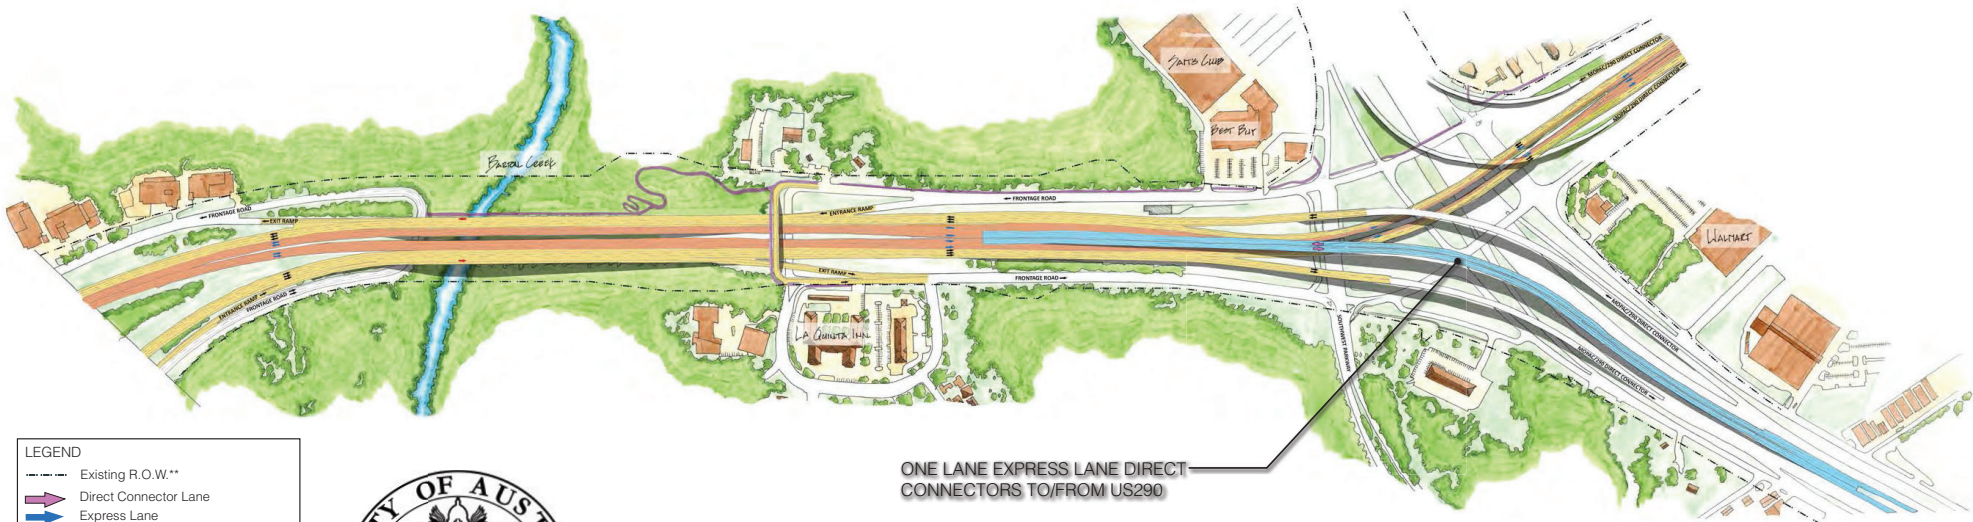 SAM'S CLUB
BEST BUY
BARTON CREEK
MOPAC/290 DIRECT CONNECTOR
MOPAC/290 DIRECT CONNECTOR
FRONTAGE ROAD
EXIT RAMP
ENTRANCE RAMP
FRONTAGE ROAD
WALMART
ENTRANCE RAMP
FRONTAGE ROAD
EXIT RAMP
FRONTAGE ROAD
LA QUINTA INN
SOUTHWEST PARKWAY
MOPAC/290 DIRECT CONNECTOR
MOPAC/290 DIRECT CONNECTOR
ONE LANE EXPRESS LANE DIRECT
CONNECTORS TO/FROM US290
LEGEND
Existing R.O.W.**
Direct Connector Lane
Express Lane
TY OF AUST